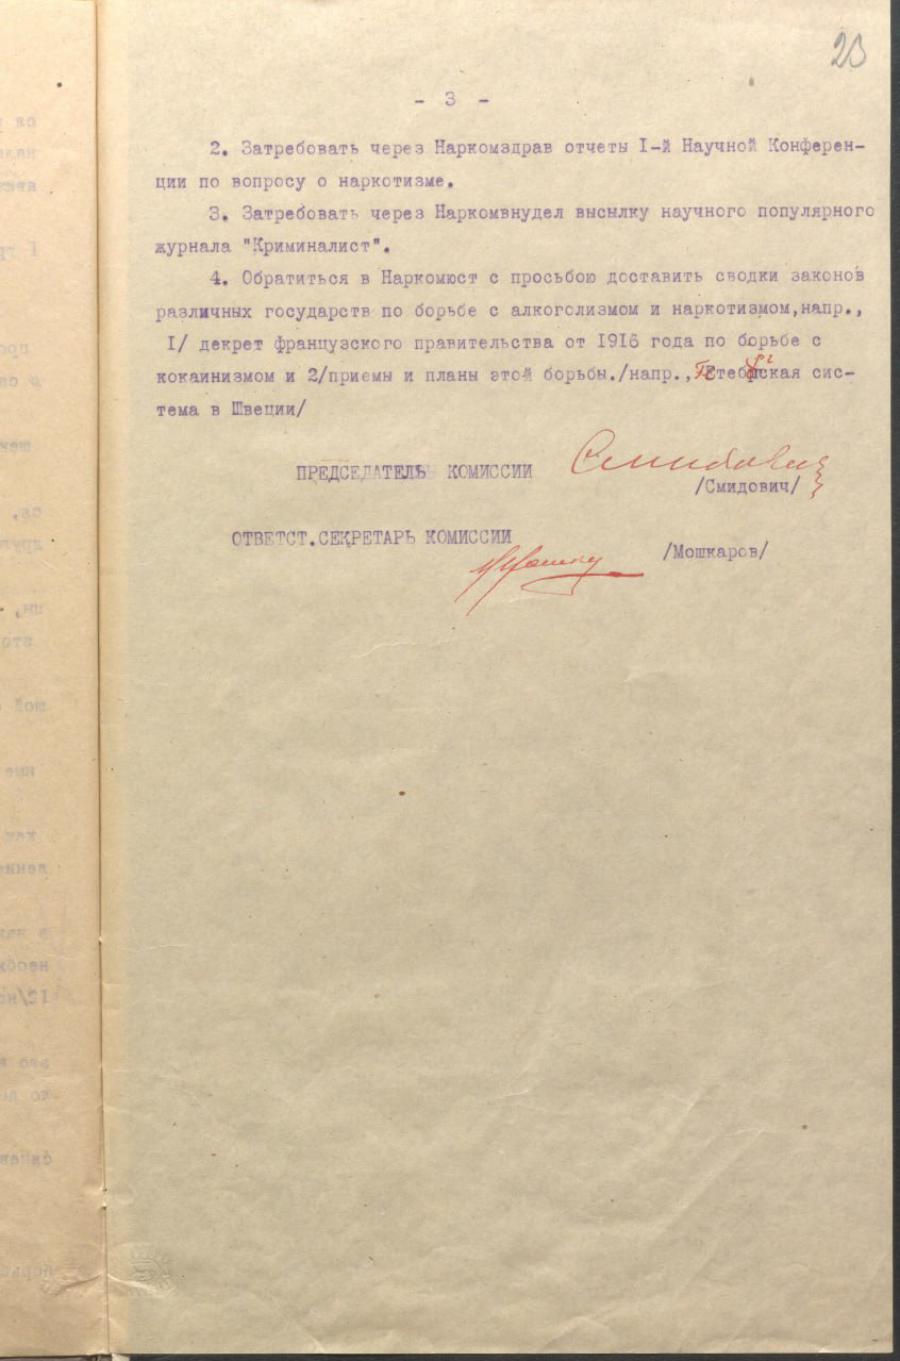 23
- 3 -
2. Затребовать через Наркомздрав отчеты I-й Научной Конферен-
ции по вопросу о наркотизме.
3. Затребовать через Наркомвнудел высылку научного популярного
журнала "Криминалист".
4. Обратиться в Наркомюст с просьбою доставить сводки законов
различных государств по борьбе с алкоголизмом и наркотизмом,напр.,
I/ декрет французского правительства от 1916 года по борьбе с
кокаинизмом и 2/приемы и планы этой борьбы./напр., сис-
тема в Швеции/
ПРЕДСЕДАТЕЛЬ КОМИССИИ Смидович
/Смидович/
ОТВЕТСТ.СЕКРЕТАРЬ КОМИССИИ
/Мошкаров/